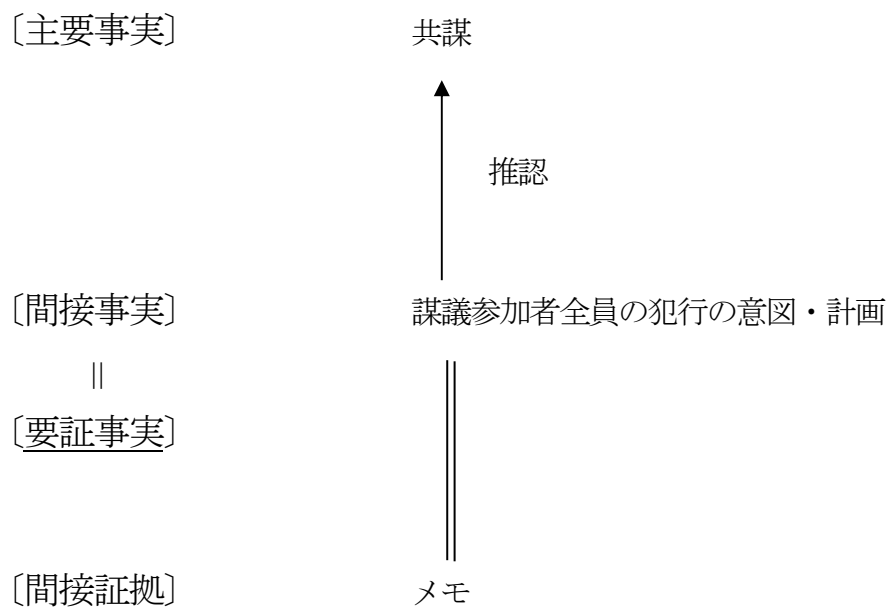 〔主要事実〕 共謀
推認
〔間接事実〕 謀議参加者全員の犯行の意図・計画
||
〔要証事実〕
〔間接証拠〕 メモ